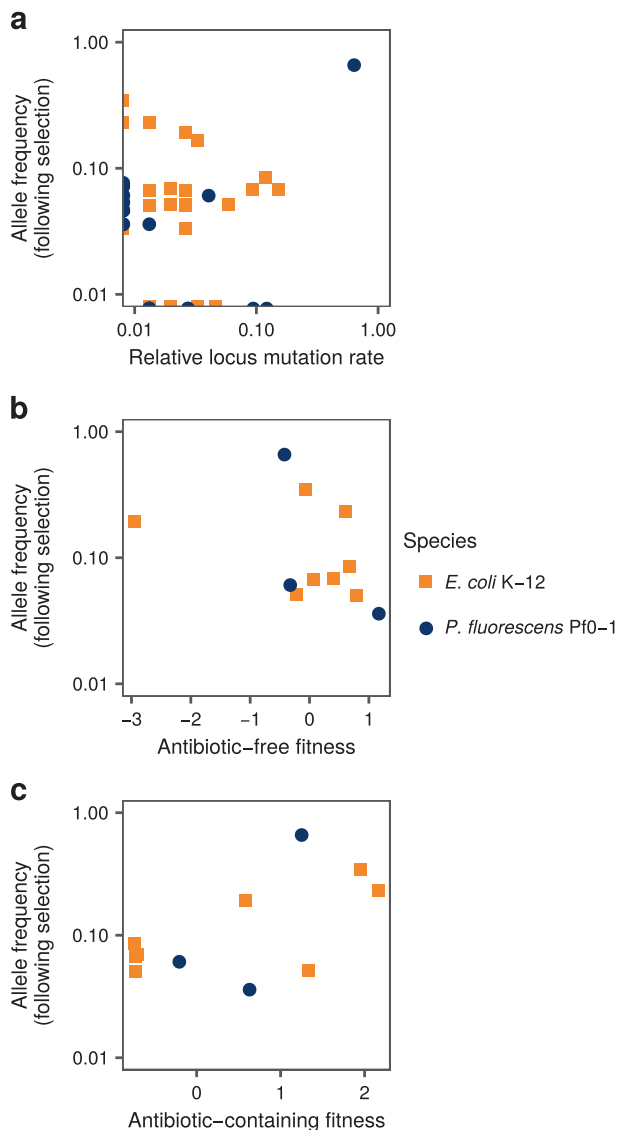 a
Allele frequency
(following selection)
1.00
0.10
0.01
0.01 0.10 1.00
Relative locus mutation rate
b
Allele frequency
(following selection)
1.00
0.10
0.01
−3 −2 −1 0 1
Antibiotic−free fitness
Species
E. coli K−12
P. fluorescens Pf0−1
c
Allele frequency
(following selection)
1.00
0.10
0.01
0 1 2
Antibiotic−containing fitness